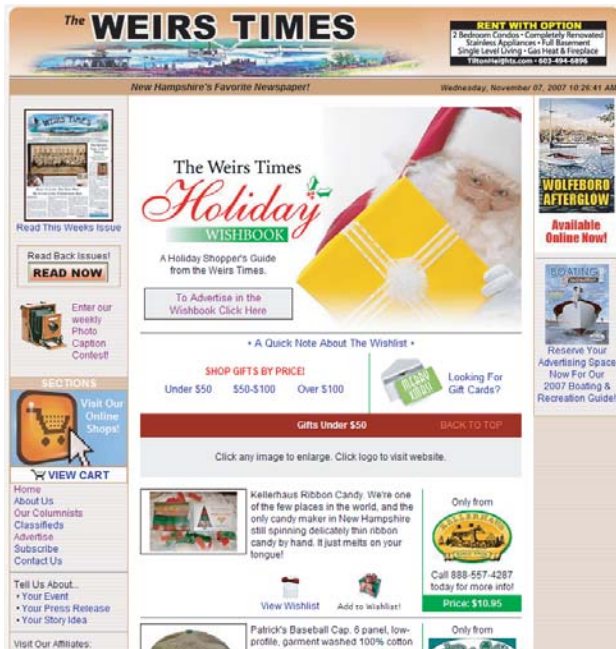 The WEIRS TIMES
RENT WITH OPTION
2 Bedroom Condos • Completely Renovated
Stainless Appliances • Full Basement
Single Level Living • Gas Heat & Fireplace
TiltonHeights.com • 603-494-6896
New Hampshire's Favorite Newspaper!
Wednesday, November 07, 2007 10:26:41 AM
WEIRS TIMES
Read This Weeks Issue
Read Back Issues!
READ NOW
Enter our
weekly
Photo
Caption
Contest!
SECTIONS
Visit Our
Online
Shops!
VIEW CART
Home
About Us
Our Columnists
Classifieds
Advertise
Subscribe
Contact Us
Tell Us About...
• Your Event
• Your Press Release
• Your Story Idea
Visit Our Affiliates:
The Weirs Times
Holiday
WISHBOOK
A Holiday Shopper's Guide
from the Weirs Times.
To Advertise in the
Wishbook Click Here
• A Quick Note About The Wishlist •
SHOP GIFTS BY PRICE!
Under $50 $50-$100 Over $100
MERRY
XMAS!
Looking For
Gift Cards?
Gifts Under $50
BACK TO TOP
Click any image to enlarge. Click logo to visit website.
Kellerhaus Ribbon Candy. We're one
of the few places in the world, and the
only candy maker in New Hampshire
still spinning delicately thin ribbon
candy by hand. It just melts on your
tongue!
View Wishlist
Add to Wishlist!
Only from
KELLERHAUS
Call 888-557-4287
today for more info!
Price: $10.95
Patrick's Baseball Cap. 6 panel, low-
profile, garment washed 100% cotton
Only from
WOLFEBORO
AFTERGLOW
Available
Online Now!
BOATING
Reserve Your
Advertising Space
Now For Our
2007 Boating &
Recreation Guide!